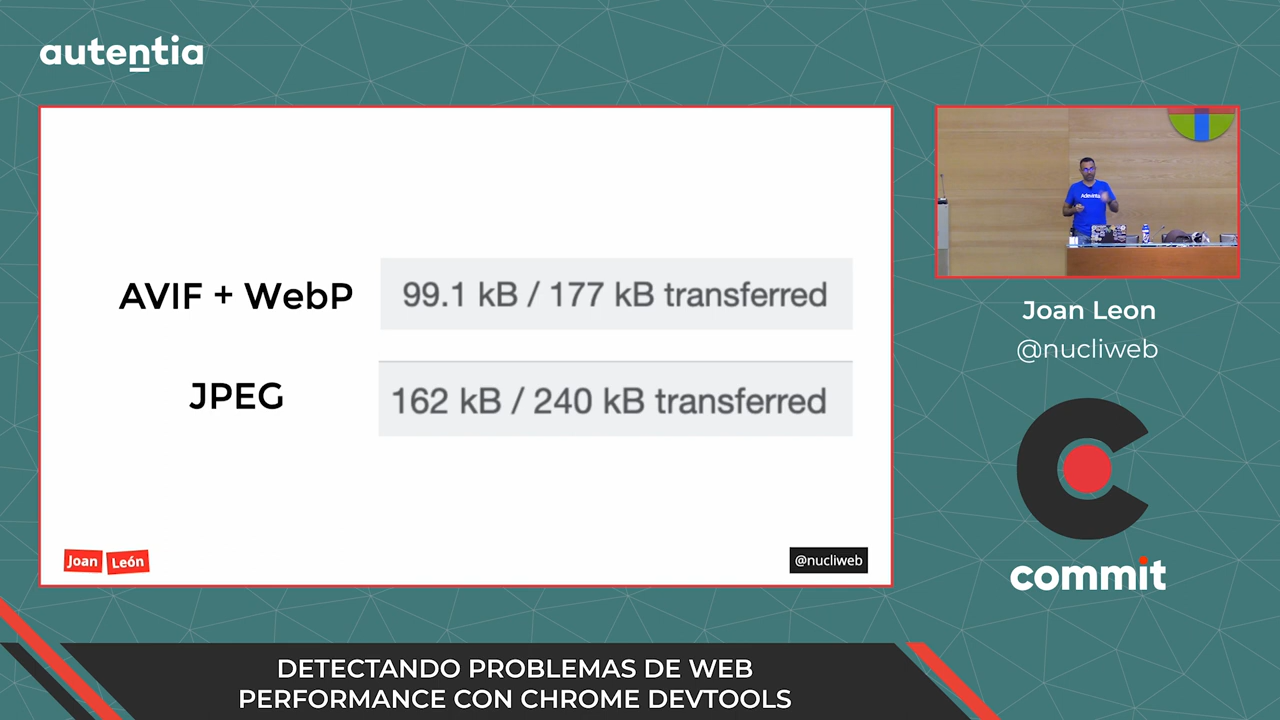 autentia
AVIF + WebP
99.1 kB / 177 kB transferred
JPEG
162 kB / 240 kB transferred
Joan León
@nucliweb
Adevinta
Joan Leon
@nucliweb
commit
DETECTANDO PROBLEMAS DE WEB
PERFORMANCE CON CHROME DEVTOOLS